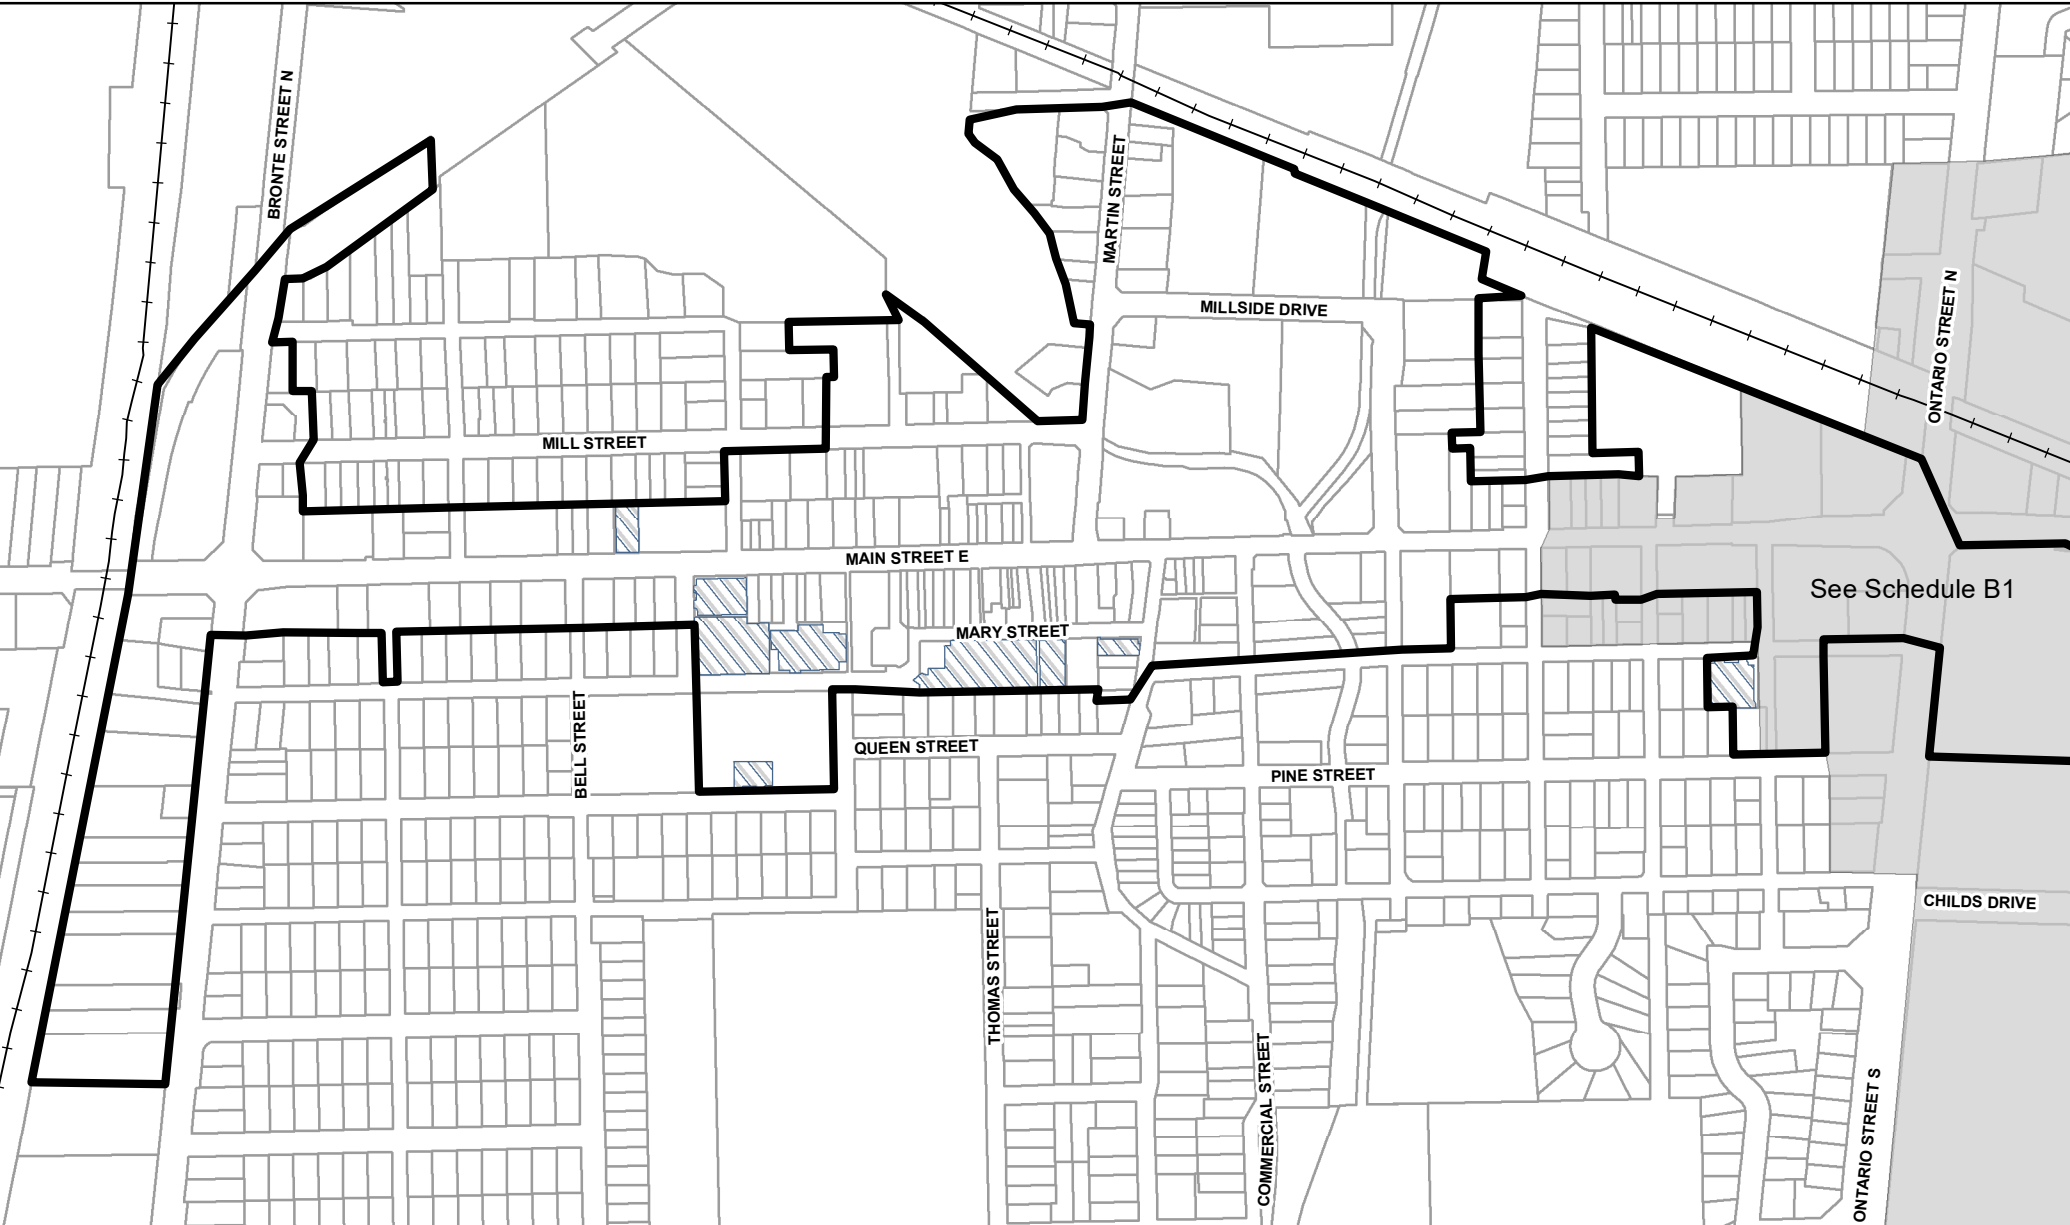 BRONTE STREET N
MARTIN STREET
MILLSIDE DRIVE
ONTARIO STREET N
MILL STREET
MAIN STREET E
See Schedule B1
MARY STREET
BELL STREET
QUEEN STREET
PINE STREET
CHILDS DRIVE
THOMAS STREET
COMMERCIAL STREET
ONTARIO STREET S